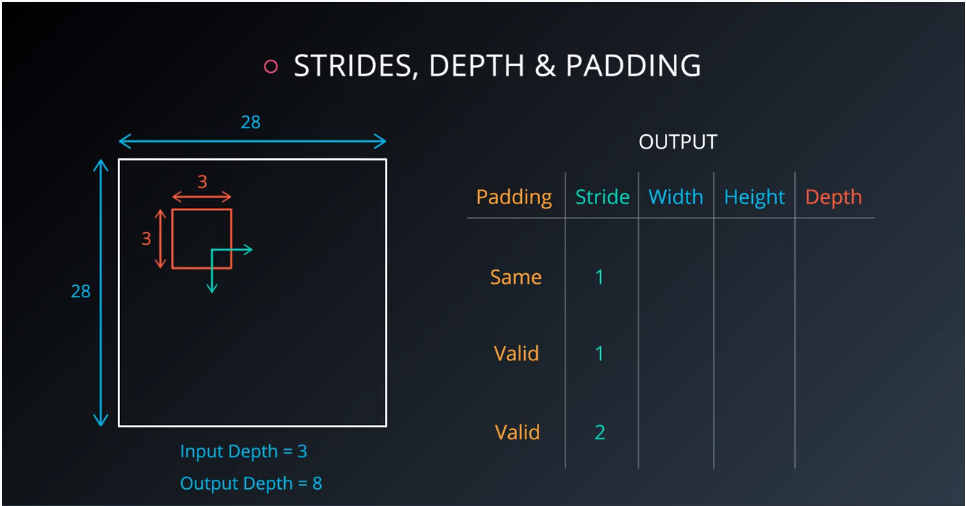 STRIDES, DEPTH & PADDING
28
3
3
28
Input Depth = 3
Output Depth = 8
OUTPUT
Padding Stride Width Height Depth
Same 1
Valid 1
Valid 2